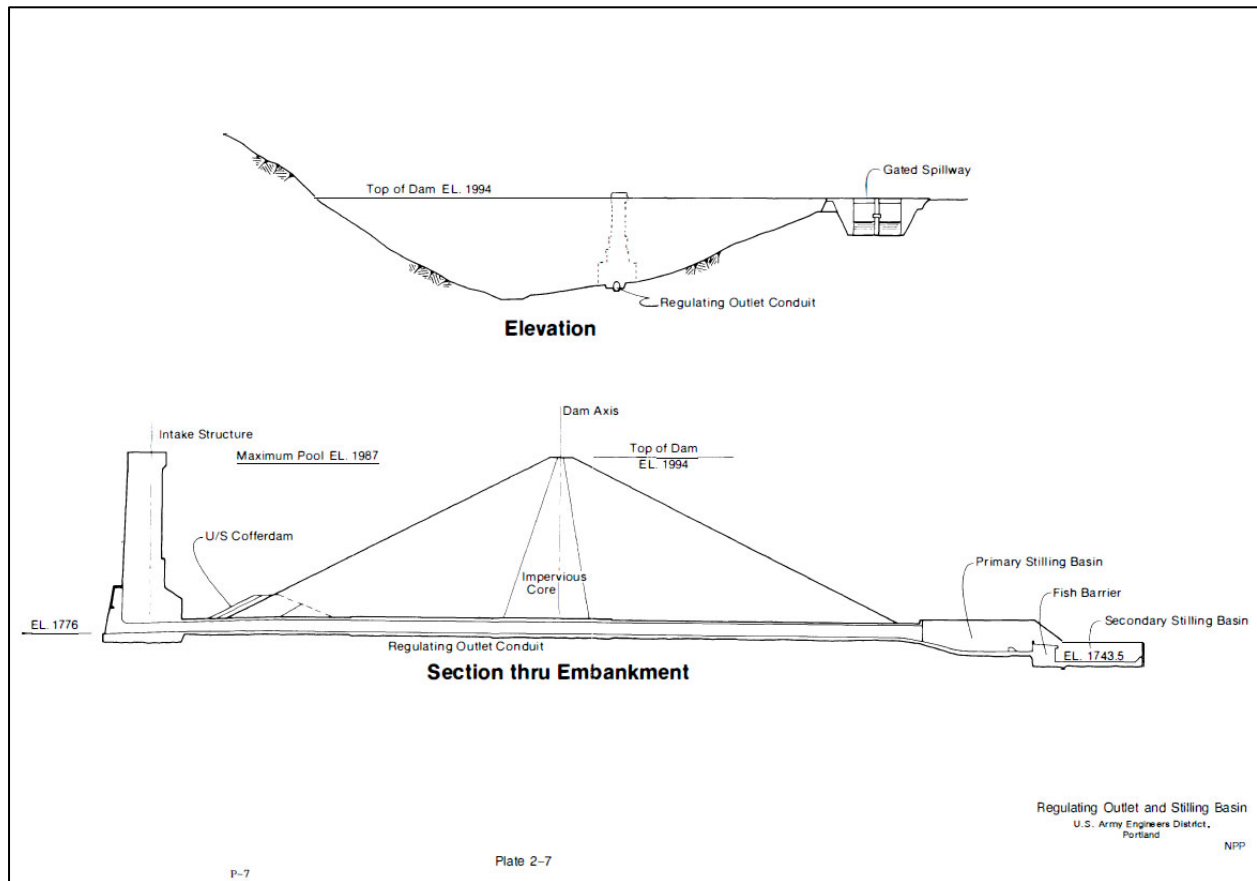 Gated Spillway
Top of Dam EL. 1994
Regulating Outlet Conduit
Elevation
Dam Axis
Intake Structure
Maximum Pool EL. 1987
Top of Dam
EL. 1994
U/S Cofferdam
Impervious
Core
Primary Stilling Basin
Fish Barrier
Secondary Stilling Basin
EL. 1776
EL. 1743.5
Regulating Outlet Conduit
Section thru Embankment
Regulating Outlet and Stilling Basin
U.S. Army Engineers District,
Portland
NPP
Plate 2-7
P-7